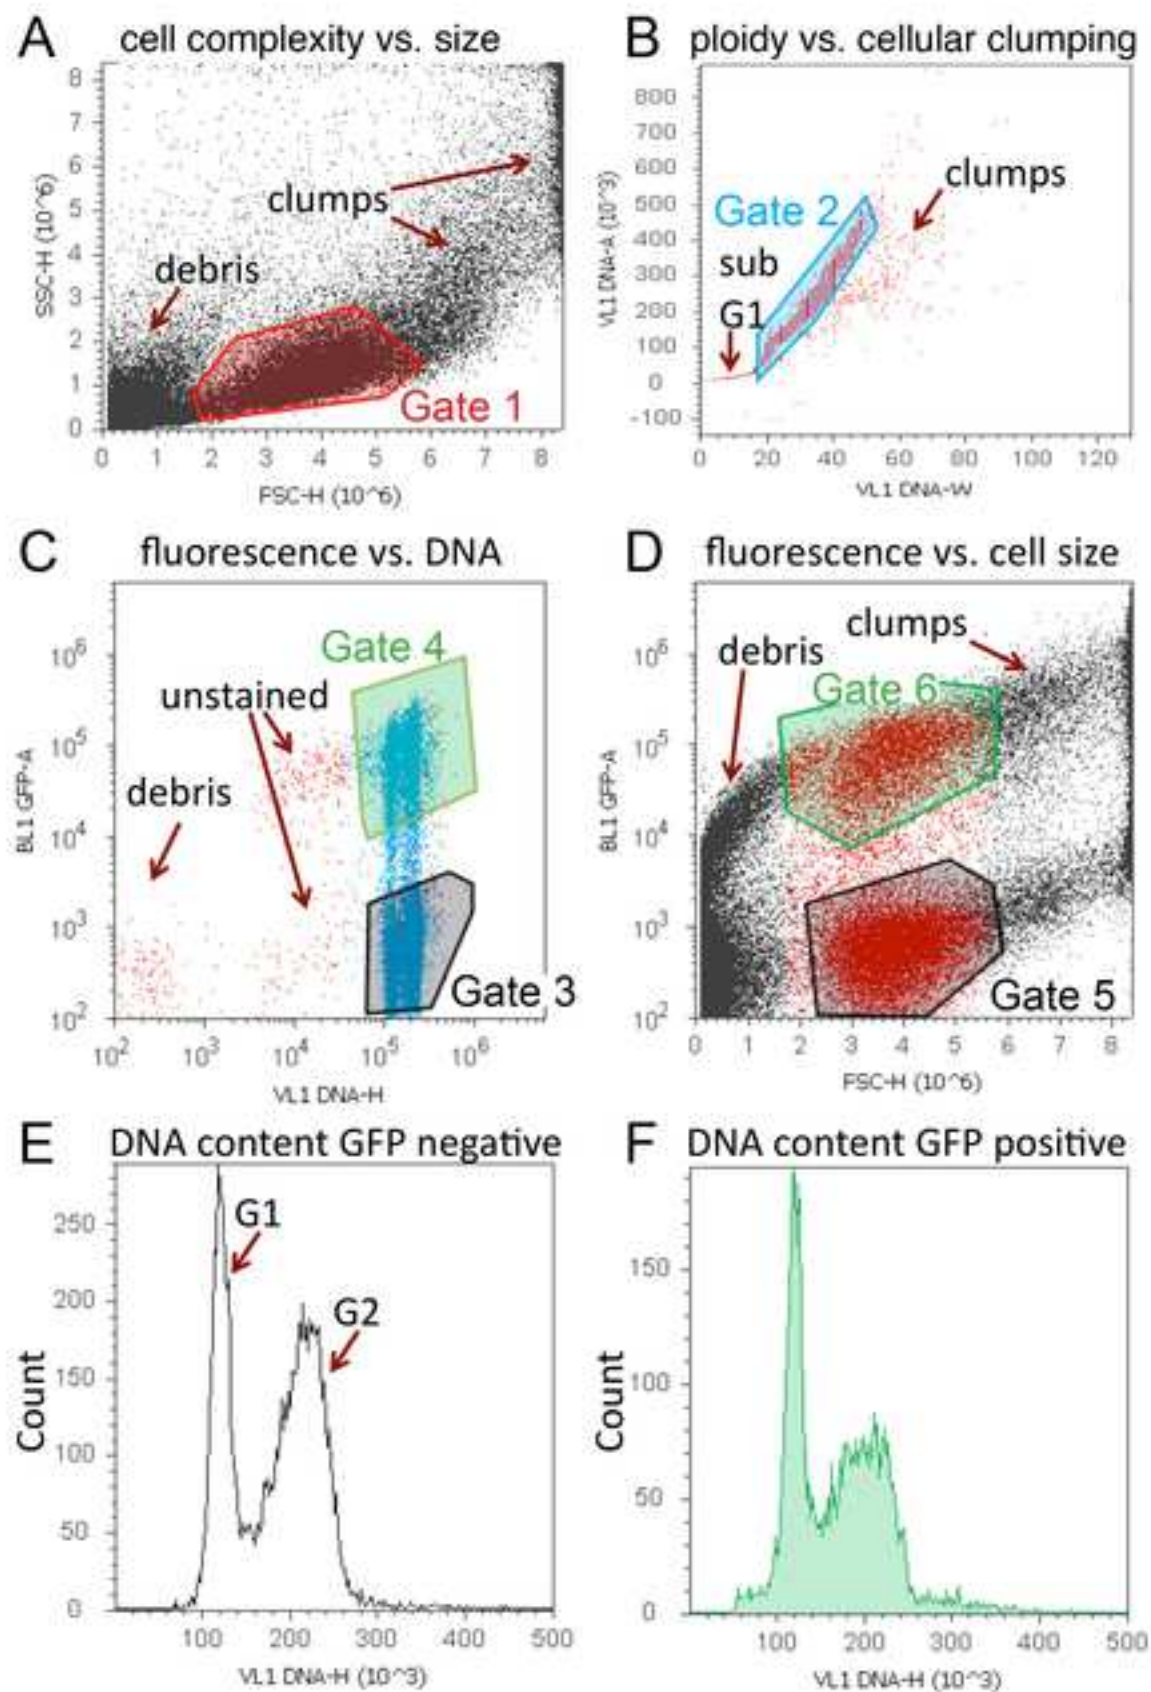 A cell complexity vs. size
8
7
6
5
4
3
2
1
0
SSC-H (10^6)
clumps
debris
Gate 1
0 1 2 3 4 5 6 7 8
FSC-H (10^6)
B ploidy vs. cellular clumping
800
700
600
500
400
300
200
100
0
-100
VL1 DNA-A (10^3)
clumps
Gate 2
sub
G1
0 20 40 60 80 100 120
VL1 DNA-W
C fluorescence vs. DNA
10^6
10^5
10^4
10^3
10^2
BL1 GFP-A
Gate 4
unstained
debris
Gate 3
10^2 10^3 10^4 10^5 10^6
VL1 DNA-H
D fluorescence vs. cell size
10^6
10^5
10^4
10^3
10^2
BL1 GFP-A
clumps
debris
Gate 6
Gate 5
0 1 2 3 4 5 6 7 8
FSC-H (10^6)
E DNA content GFP negative
250
200
150
100
50
0
Count
G1
G2
100 200 300 400 500
VL1 DNA-H (10^3)
F DNA content GFP positive
150
100
50
0
Count
100 200 300 400 500
VL1 DNA-H (10^3)